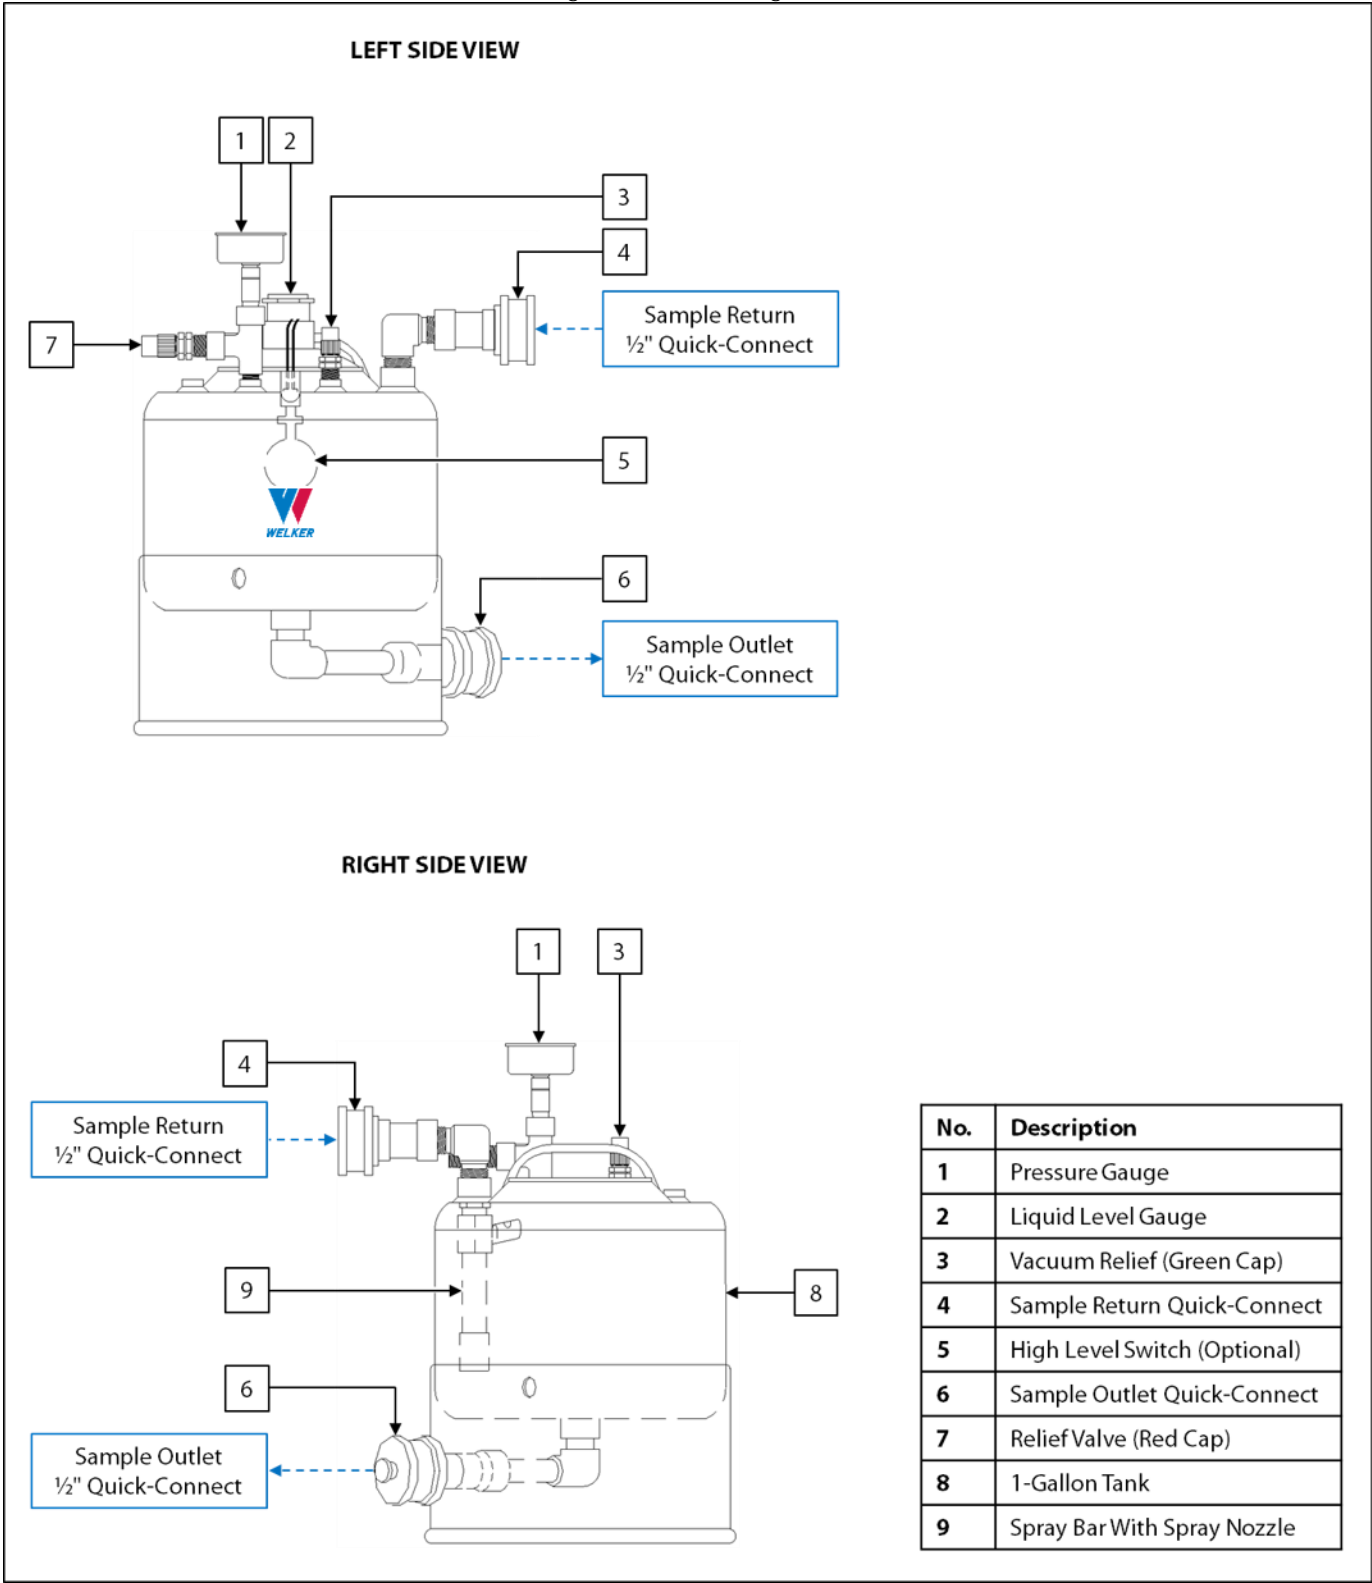 LEFT SIDE VIEW
1
2
3
4
Sample Return
½" Quick-Connect
7
5
WELKER
6
Sample Outlet
½" Quick-Connect
RIGHT SIDE VIEW
1
3
4
Sample Return
½" Quick-Connect
9
8
6
Sample Outlet
½" Quick-Connect
No. Description
1 Pressure Gauge
2 Liquid Level Gauge
3 Vacuum Relief (Green Cap)
4 Sample Return Quick-Connect
5 High Level Switch (Optional)
6 Sample Outlet Quick-Connect
7 Relief Valve (Red Cap)
8 1-Gallon Tank
9 Spray Bar With Spray Nozzle